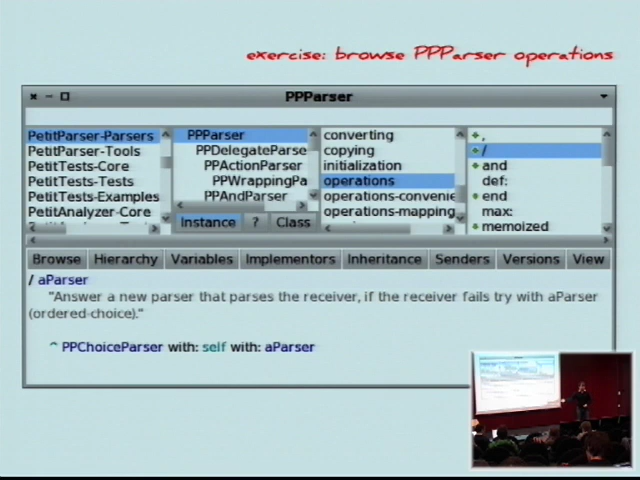 exercise: browse PPParser operations
PPParser
PetitParser-Parsers
PetitParser-Tools
PetitTests-Core
PetitTests-Tests
PetitTests-Examples
PetitAnalyzer-Core
PPParser
PPDelegateParse
PPActionParser
PPWrappingPa
PPAndParser
Instance ? Class
converting
copying
initialization
operations
operations-convenie
operations-mapping
,
/
and
def:
end
max:
memoized
Browse Hierarchy Variables Implementors Inheritance Senders Versions View
/ aParser
"Answer a new parser that parses the receiver, if the receiver fails try with aParser
(ordered-choice)."
^ PPChoiceParser with: self with: aParser